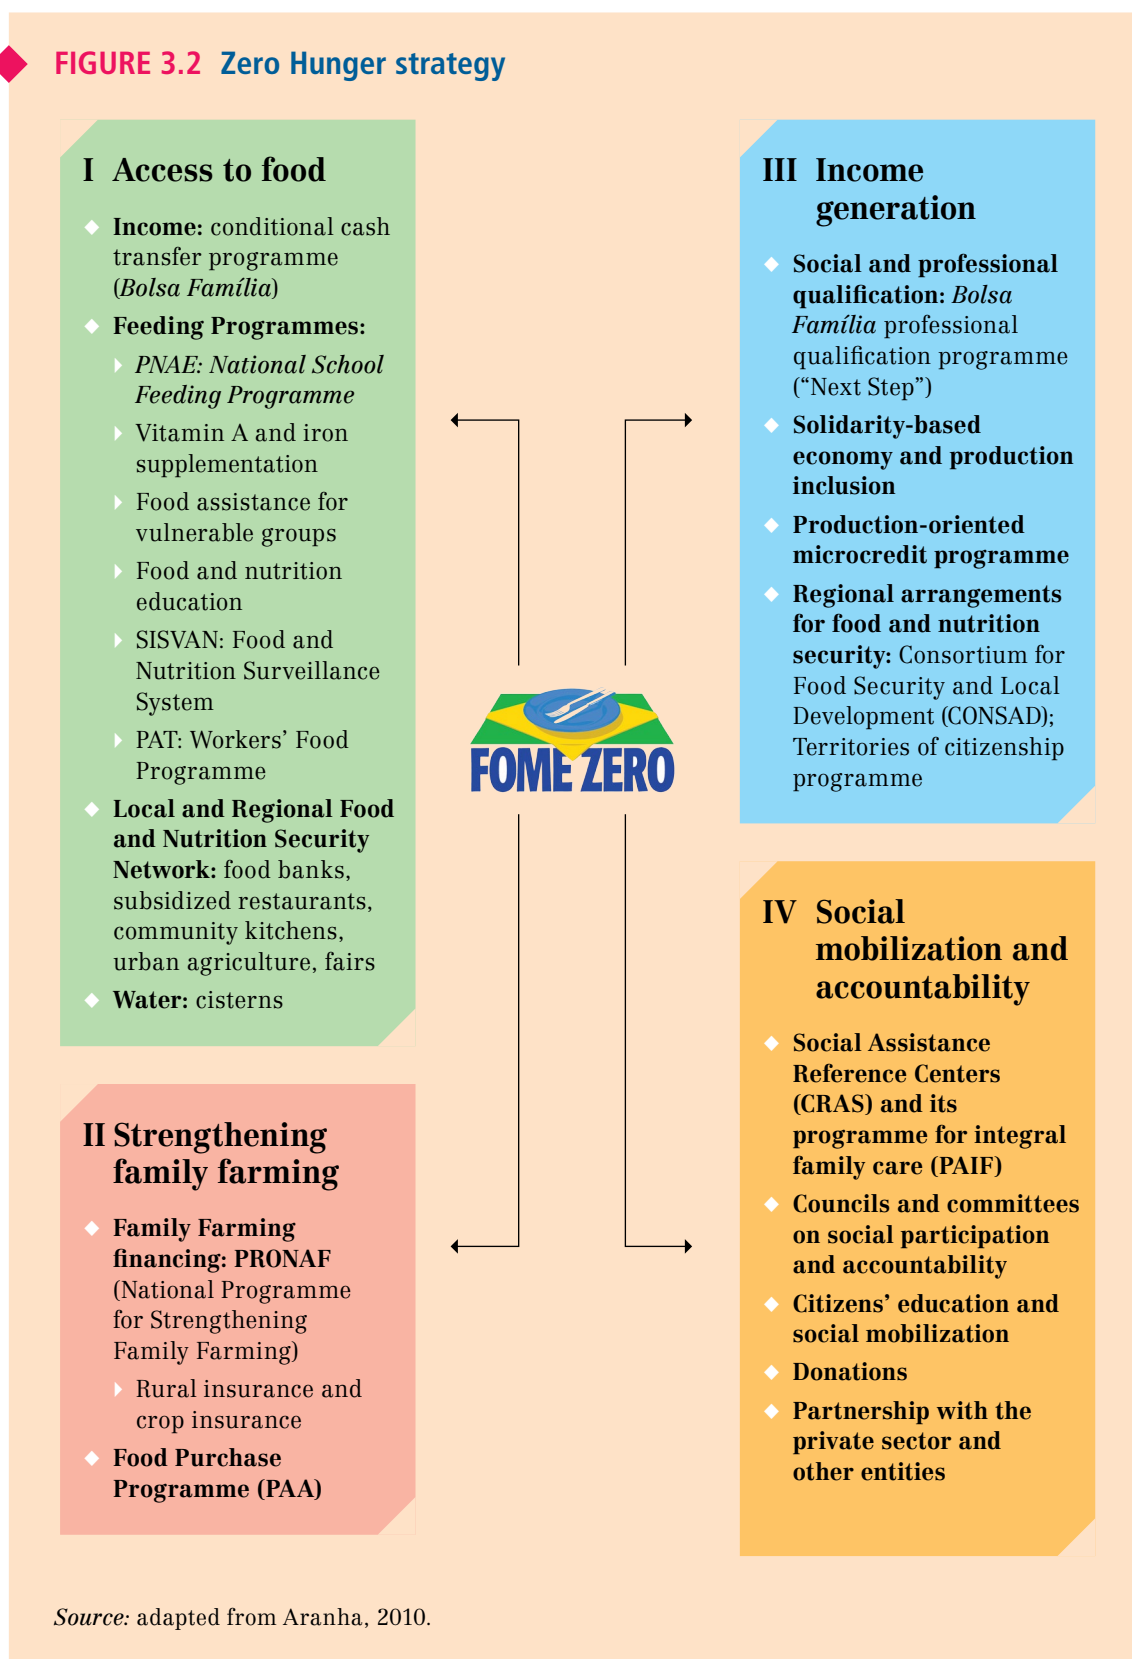 FIGURE 3.2 Zero Hunger strategy
I Access to food
Income: conditional cash
transfer programme
(Bolsa Família)
Feeding Programmes:
PNAE: National School
Feeding Programme
Vitamin A and iron
supplementation
Food assistance for
vulnerable groups
Food and nutrition
education
SISVAN: Food and
Nutrition Surveillance
System
PAT: Workers’ Food
Programme
Local and Regional Food
and Nutrition Security
Network: food banks,
subsidized restaurants,
community kitchens,
urban agriculture, fairs
Water: cisterns
II Strengthening
family farming
Family Farming
financing: PRONAF
(National Programme
for Strengthening
Family Farming)
Rural insurance and
crop insurance
Food Purchase
Programme (PAA)
FOME ZERO
III Income
generation
Social and professional
qualification: Bolsa
Família professional
qualification programme
(“Next Step”)
Solidarity-based
economy and production
inclusion
Production-oriented
microcredit programme
Regional arrangements
for food and nutrition
security: Consortium for
Food Security and Local
Development (CONSAD);
Territories of citizenship
programme
IV Social
mobilization and
accountability
Social Assistance
Reference Centers
(CRAS) and its
programme for integral
family care (PAIF)
Councils and committees
on social participation
and accountability
Citizens’ education and
social mobilization
Donations
Partnership with the
private sector and
other entities
Source: adapted from Aranha, 2010.